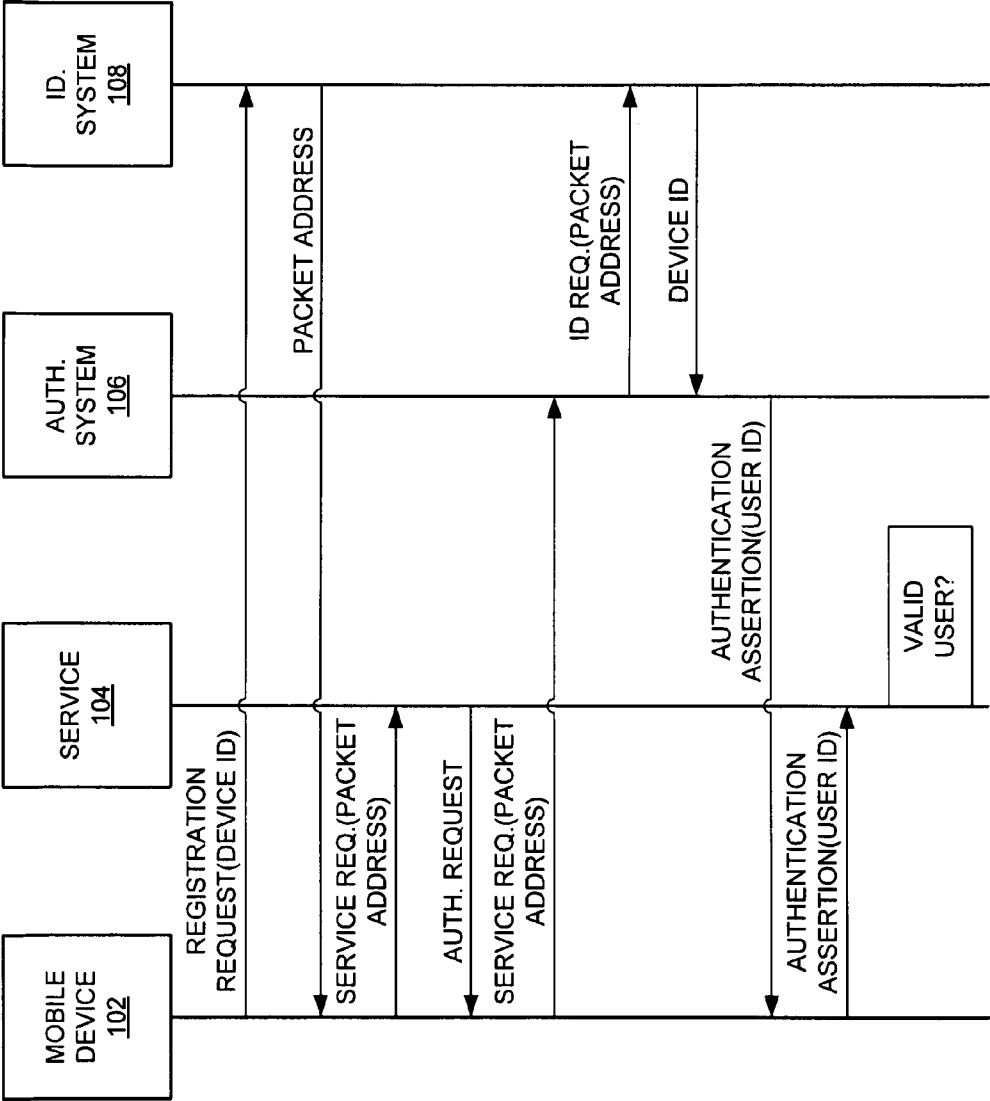 MOBILE
DEVICE
102
SERVICE
104
AUTH.
SYSTEM
106
ID.
SYSTEM
108
REGISTRATION
REQUEST(DEVICE ID)
PACKET ADDRESS
SERVICE REQ.(PACKET
ADDRESS)
AUTH. REQUEST
SERVICE REQ.(PACKET
ADDRESS)
ID REQ.(PACKET
ADDRESS)
DEVICE ID
AUTHENTICATION
ASSERTION(USER ID)
AUTHENTICATION
ASSERTION(USER ID)
VALID
USER?